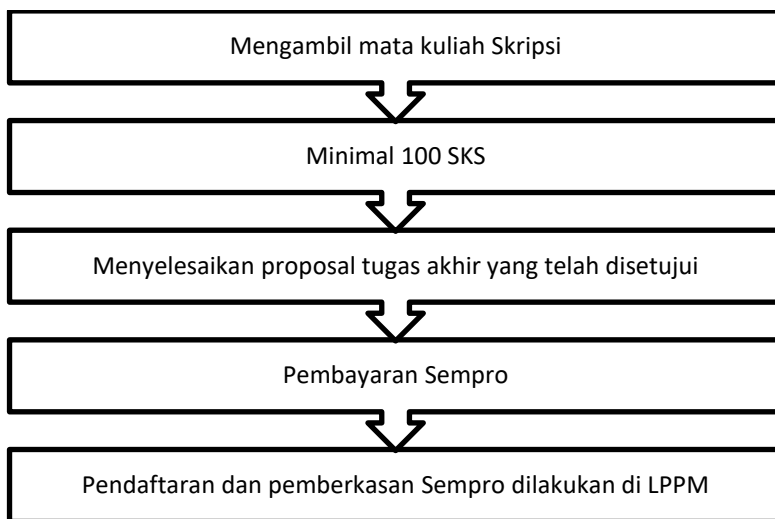 Mengambil mata kuliah Skripsi
Minimal 100 SKS
Menyelesaikan proposal tugas akhir yang telah disetujui
Pembayaran Sempro
Pendaftaran dan pemberkasan Sempro dilakukan di LPPM